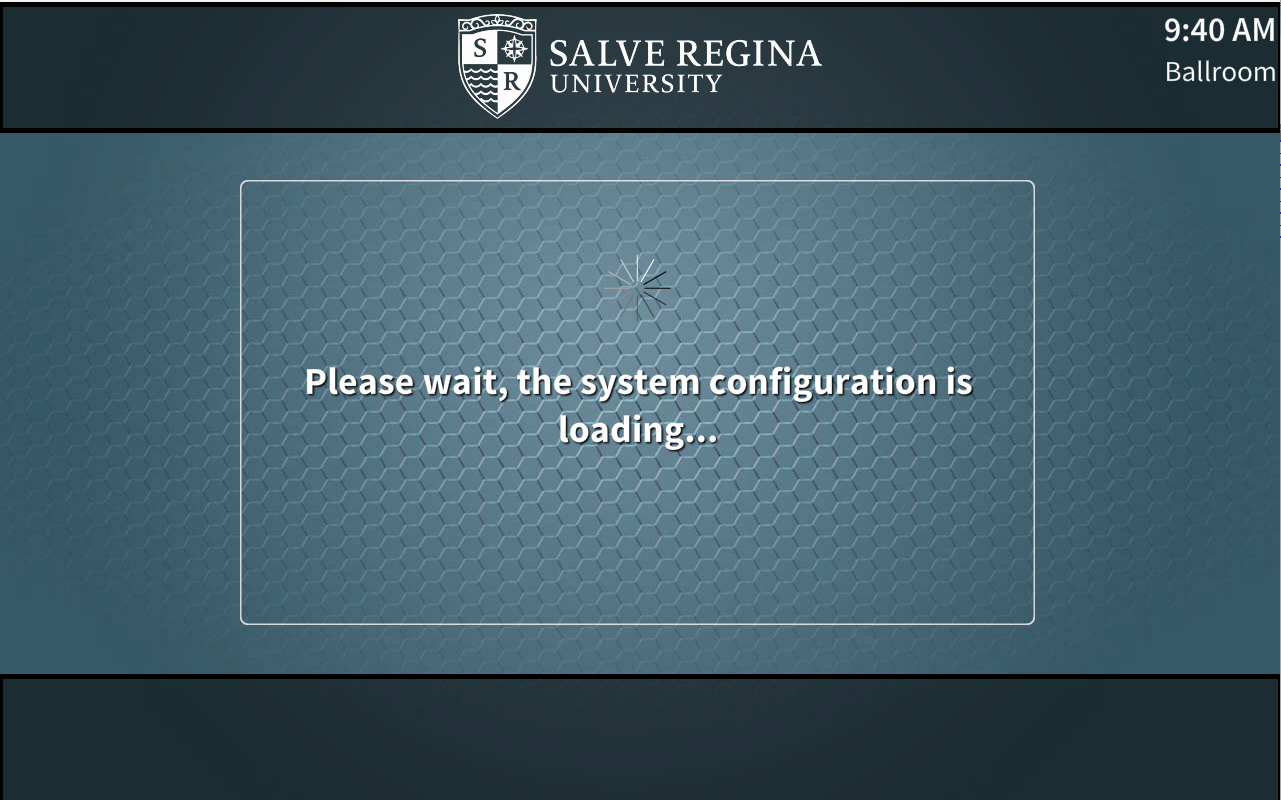 S
R
SALVE REGINA
UNIVERSITY
9:40 AM
Ballroom
Please wait, the system configuration is
loading...